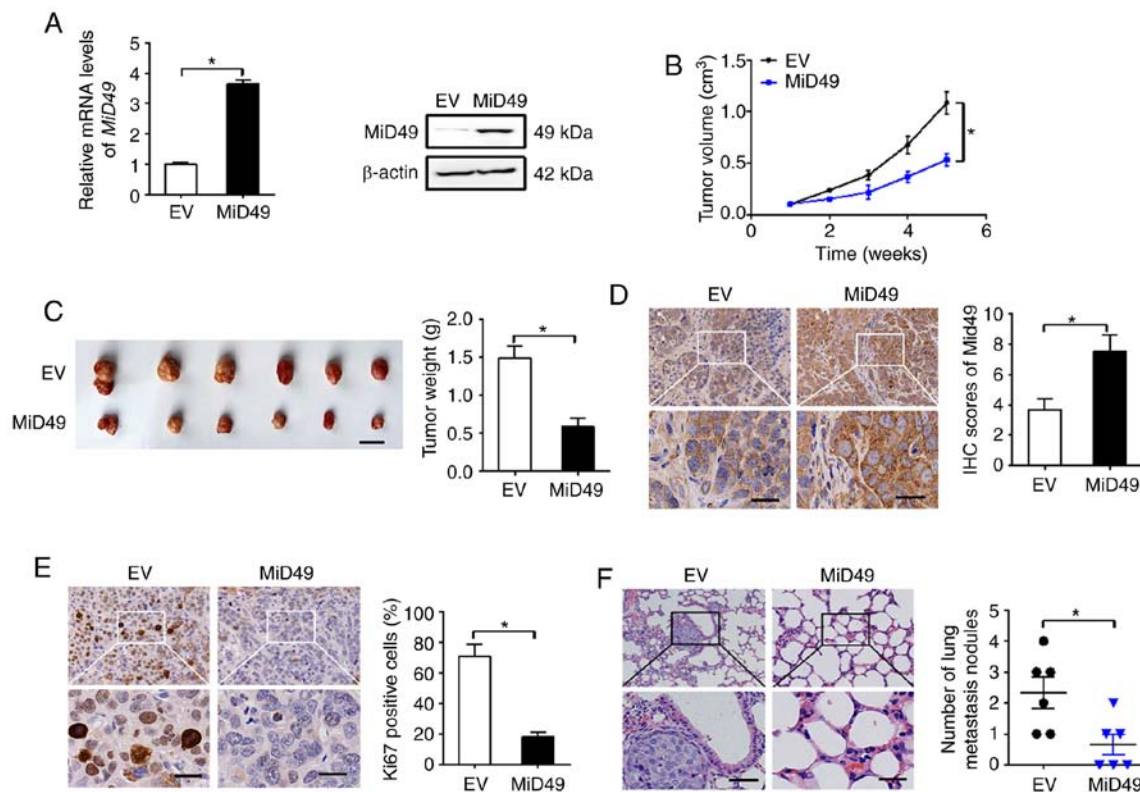 A
Relative mRNA levels
of MiD49
5
4
3
2
1
0
*
EV
MiD49
EV MiD49
MiD49
49 kDa
β-actin
42 kDa
B
Tumor volume (cm3)
1.5
1.0
0.5
0.0
EV
MiD49
*
0
2
4
6
Time (weeks)
C
EV
MiD49
Tumor weight (g)
2.0
1.5
1.0
0.5
0.0
*
EV
MiD49
D
EV
MiD49
IHC scores of Mid49
10
8
6
4
2
0
*
EV
MiD49
E
EV
MiD49
Ki67 positive cells (%)
100
80
60
40
20
0
*
EV
MiD49
F
EV
MiD49
Number of lung
metastasis nodules
5
4
3
2
1
0
*
EV
MiD49